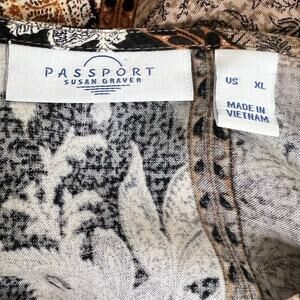 PASSPORT
SUSAN GRAVER
US XL
MADE IN
VIETNAM